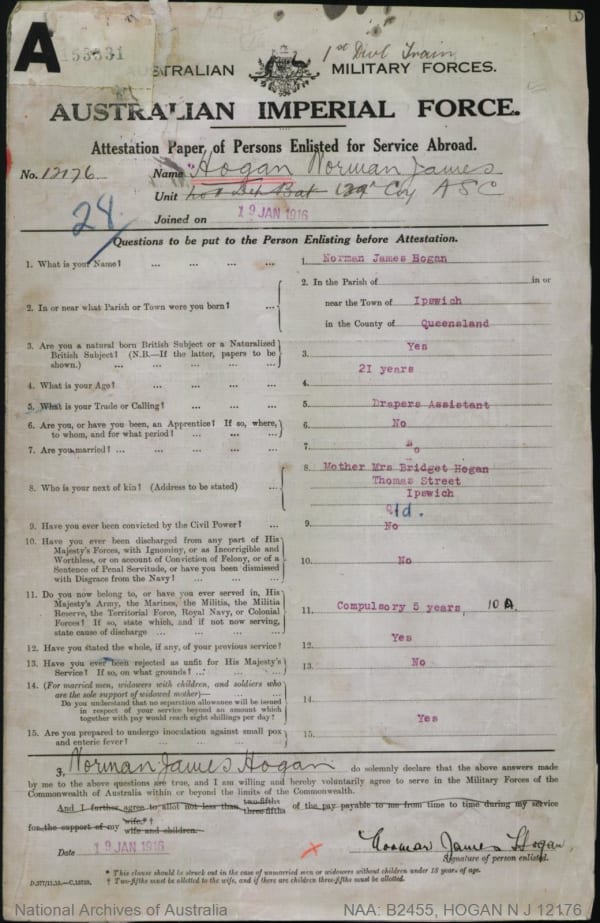 A
1st Divl Train
AUSTRALIAN MILITARY FORCES.
AUSTRALIAN IMPERIAL FORCE.
Attestation Paper of Persons Enlisted for Service Abroad.
No. 12176 Name Hogan Norman James
Unit Coy ASC
Joined on 19 JAN 1916
28
Questions to be put to the Person Enlisting before Attestation.
1. What is your Name? ... ... ... ... 1. Norman James Hogan
2. In the Parish of in or
2. In or near what Parish or Town were you born? ... near the Town of Ipswich
in the County of Queensland
3. Are you a natural born British Subject or a Naturalized
British Subject? (N.B.—If the latter, papers to be
shown.) ... ... ... ... 3. Yes
4. What is your Age? ... ... ... ... 4. 21 years
5. What is your Trade or Calling? ... ... ... 5. Drapers Assistant
6. Are you, or have you been, an Apprentice? If so, where,
to whom, and for what period? ... ... ... 6. No
7. Are you married? ... ... ... ... ... 7. No
8. Who is your next of kin? (Address to be stated) ... 8. Mother Mrs Bridget Hogan
Thomas Street
Ipswich
Qld.
9. Have you ever been convicted by the Civil Power? ... 9. No
10. Have you ever been discharged from any part of His
Majesty's Forces, with Ignominy, or as Incorrigible and
Worthless, or on account of Conviction of Felony, or of a
Sentence of Penal Servitude, or have you been dismissed
with Disgrace from the Navy? ... ... ... 10. No
11. Do you now belong to, or have you ever served in, His
Majesty's Army, the Marines, the Militia, the Militia
Reserve, the Territorial Force, Royal Navy, or Colonial
Forces? If so, state which, and if not now serving,
state cause of discharge ... ... ... ... 11. Compulsory 5 years, 10 A.
12. Have you stated the whole, if any, of your previous service? 12. Yes
13. Have you ever been rejected as unfit for His Majesty's
Service? If so, on what grounds? ... ... 13. No
14. (For married men, widowers with children, and soldiers who
are the sole support of widowed mother)—
Do you understand that no separation allowance will be issued
in respect of your service beyond an amount which
together with pay would reach eight shillings per day? 14.
15. Are you prepared to undergo inoculation against small pox
and enteric fever? ... ... ... ... 15. Yes
I, Norman James Hogan do solemnly declare that the above answers made
by me to the above questions are true, and I am willing and hereby voluntarily agree to serve in the Military Forces of the
Commonwealth of Australia within or beyond the limits of the Commonwealth.
And I further agree to allot not less than two-fifths three-fifths of the pay payable to me from time to time during my service
for the support of my wife.*† wife and children.
Date 19 JAN 1916 Norman James Hogan
Signature of person enlisted.
* This clause should be struck out in the case of unmarried men or widowers without children under 18 years of age.
† Two-fifths must be allotted to the wife, and if there are children three-fifths must be allotted.
National Archives of Australia NAA: B2455, HOGAN N J 12176